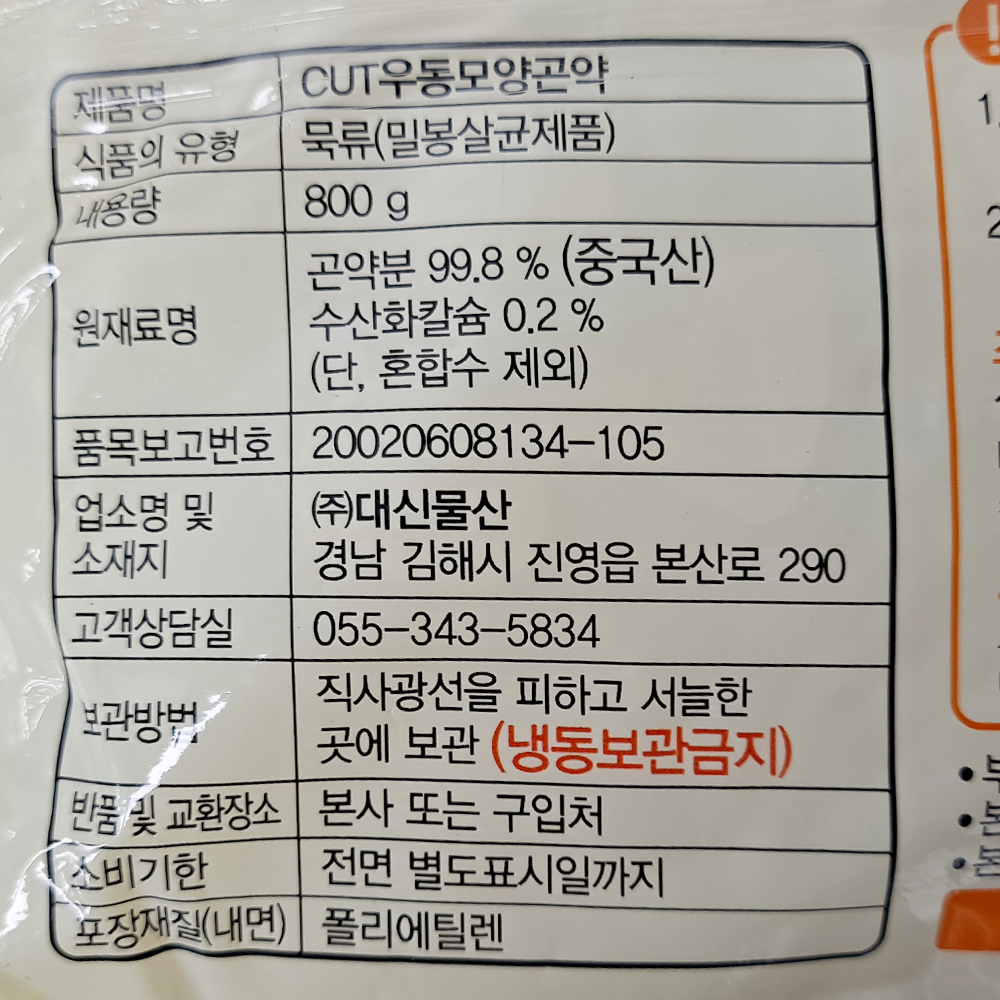 제품명 CUT우동모양곤약
식품의 유형 묵류(밀봉살균제품)
내용량 800 g
원재료명 곤약분 99.8 % (중국산)
수산화칼슘 0.2 %
(단, 혼합수 제외)
품목보고번호 20020608134-105
업소명 및 ㈜대신물산
소재지 경남 김해시 진영읍 본산로 290
고객상담실 055-343-5834
보관방법 직사광선을 피하고 서늘한
곳에 보관 (냉동보관금지)
반품 및 교환장소 본사 또는 구입처
소비기한 전면 별도표시일까지
포장재질(내면) 폴리에틸렌
1.
2